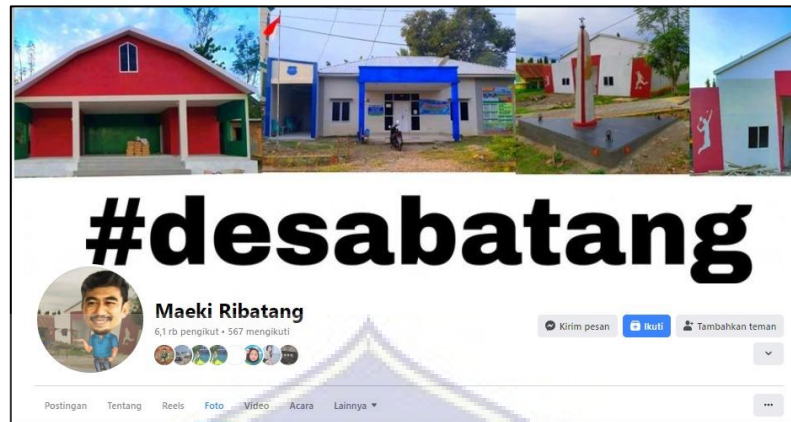 #desabatang
Maeki Ribatang
6,1 rb pengikut • 567 mengikuti
Kirim pesan
Ikuti
Tambahkan teman
Postingan Tentang Reels Foto Video Acara Lainnya